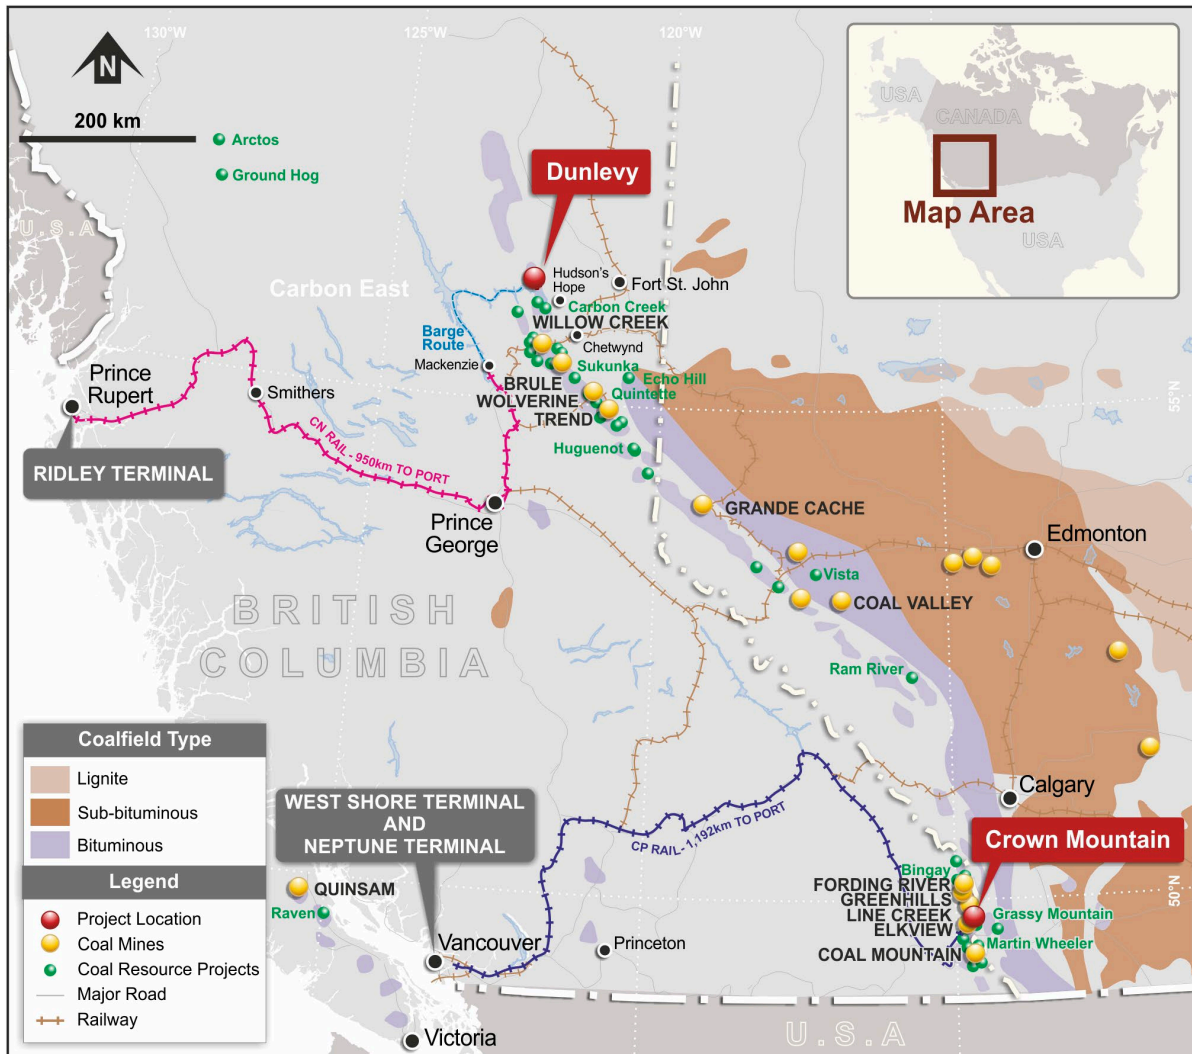 130°W
125°W
120°W
N
200 km
Arctos
Ground Hog
U.S.A
USA
CANADA
USA
Map Area
Dunlevy
Hudson's
Hope
Fort St. John
Carbon East
Carbon Creek
WILLOW CREEK
Barge
Route
Chetwynd
Mackenzie
Sukunka
Echo Hill
BRULE
Quintette
WOLVERINE
TREND
Prince
Rupert
Smithers
55°N
CN RAIL - 950km TO PORT
Huguenot
RIDLEY TERMINAL
Prince
George
GRANDE CACHE
Edmonton
Vista
COAL VALLEY
BRITISH
COLUMBIA
Ram River
Coalfield Type
Lignite
Sub-bituminous
Bituminous
Legend
Project Location
Coal Mines
Coal Resource Projects
Major Road
Railway
WEST SHORE TERMINAL
AND
NEPTUNE TERMINAL
CP RAIL - 1,192km TO PORT
Calgary
Crown Mountain
Bingay
FORDING RIVER
GREENHILLS
LINE CREEK
ELKVIEW
COAL MOUNTAIN
50°N
Grassy Mountain
Martin Wheeler
QUINSAM
Raven
Vancouver
Princeton
Victoria
U.S.A